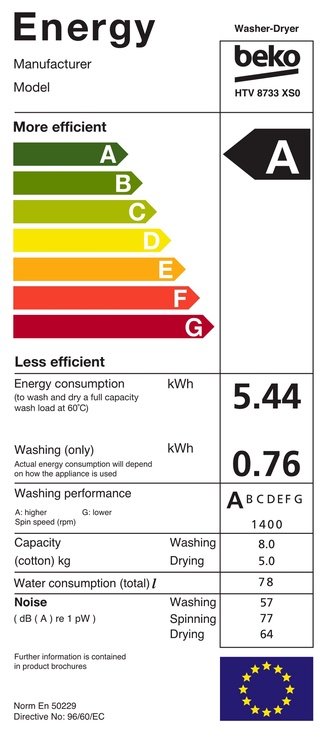 Energy
Washer-Dryer
Manufacturer
beko
Model
HTV 8733 XS0
More efficient
A
A
B
C
D
E
F
G
Less efficient
Energy consumption kWh 5.44
(to wash and dry a full capacity
wash load at 60˚C)
Washing (only) kWh 0.76
Actual energy consumption will depend
on how the appliance is used
Washing performance A B C D E F G
A: higher G: lower
Spin speed (rpm) 1400
Capacity Washing 8.0
(cotton) kg Drying 5.0
Water consumption (total) l 78
Noise Washing 57
( dB ( A ) re 1 pW ) Spinning 77
Drying 64
Further information is contained
in product brochures
Norm En 50229
Directive No: 96/60/EC